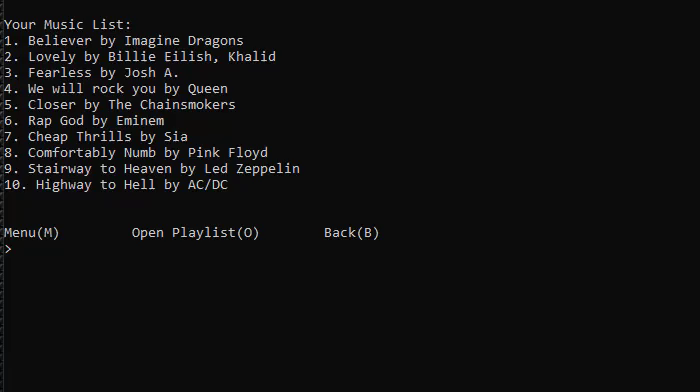 Your Music List:
1. Believer by Imagine Dragons
2. Lovely by Billie Eilish, Khalid
3. Fearless by Josh A.
4. We will rock you by Queen
5. Closer by The Chainsmokers
6. Rap God by Eminem
7. Cheap Thrills by Sia
8. Comfortably Numb by Pink Floyd
9. Stairway to Heaven by Led Zeppelin
10. Highway to Hell by AC/DC
Menu(M) Open Playlist(O) Back(B)
>